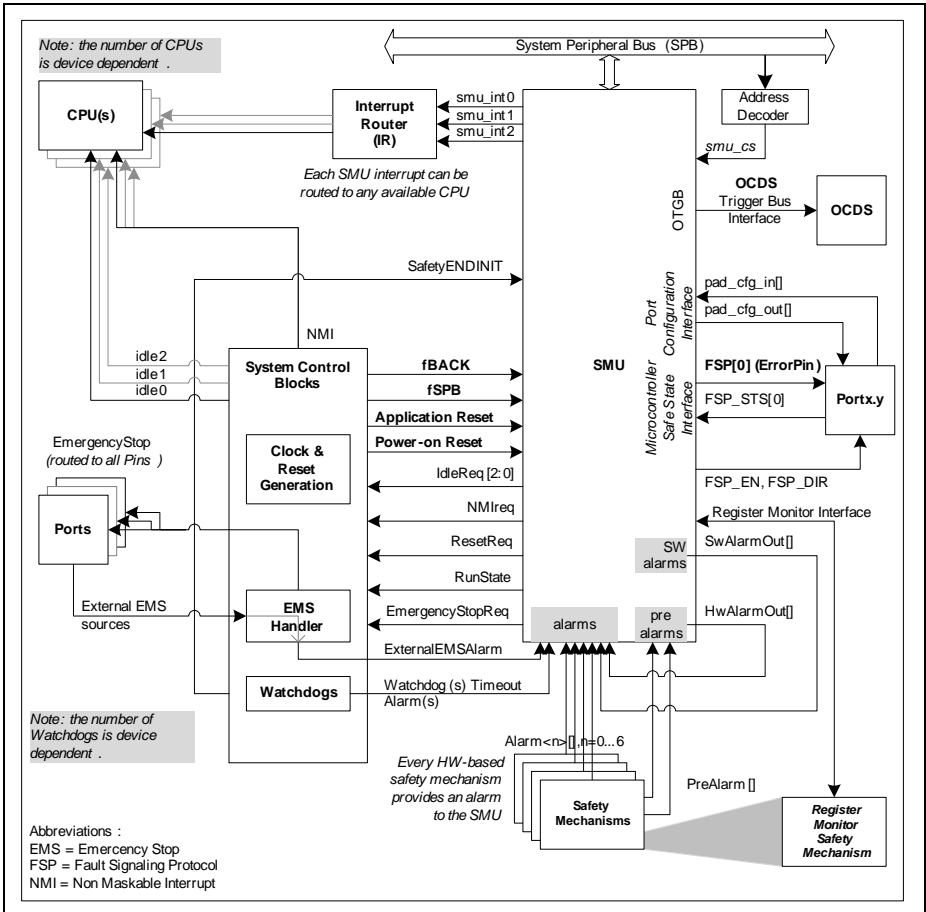 Note: the number of CPUs
is device dependent .
System Peripheral Bus (SPB)
CPU(s)
Interrupt
Router
(IR)
smu_int0
smu_int1
smu_int2
Address
Decoder
smu_cs
Each SMU interrupt can be
routed to any available CPU
OCDS
Trigger Bus
Interface
OTGB
OCDS
SafetyENDINIT
pad_cfg_in[]
pad_cfg_out[]
Port
Configuration
Interface
NMI
SMU
idle2
idle1
idle0
System Control
Blocks
fBACK
fSPB
Application Reset
Power-on Reset
Microcontroller
Safe State
Interface
FSP[0] (ErrorPin)
FSP_STS[0]
Portx.y
EmergencyStop
(routed to all Pins )
Clock &
Reset
Generation
IdleReq [2:0]
FSP_EN, FSP_DIR
NMIreq
Register Monitor Interface
Ports
ResetReq
SW
alarms
SwAlarmOut[]
RunState
External EMS
sources
EMS
Handler
EmergencyStopReq
alarms
pre
alarms
HwAlarmOut[]
ExternalEMSAlarm
Watchdogs
Watchdog (s) Timeout
Alarm(s)
Note: the number of
Watchdogs is device
dependent .
Alarm<n>[],n=0...6
Every HW-based
safety mechanism
provides an alarm
to the SMU
PreAlarm []
Safety
Mechanisms
Register
Monitor
Safety
Mechanism
Abbreviations :
EMS = Emercency Stop
FSP = Fault Signaling Protocol
NMI = Non Maskable Interrupt